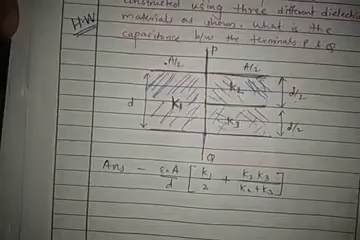 constructed using three different dielectric
H.W materials as shown. What is the
capacitance b/w the terminals P & Q
P
A/2 A/2
K₂ d/2
d K₁
K₃ d/2
Q
Ans - ε₀A/d [K₁/2 + K₂K₃/K₂+K₃]